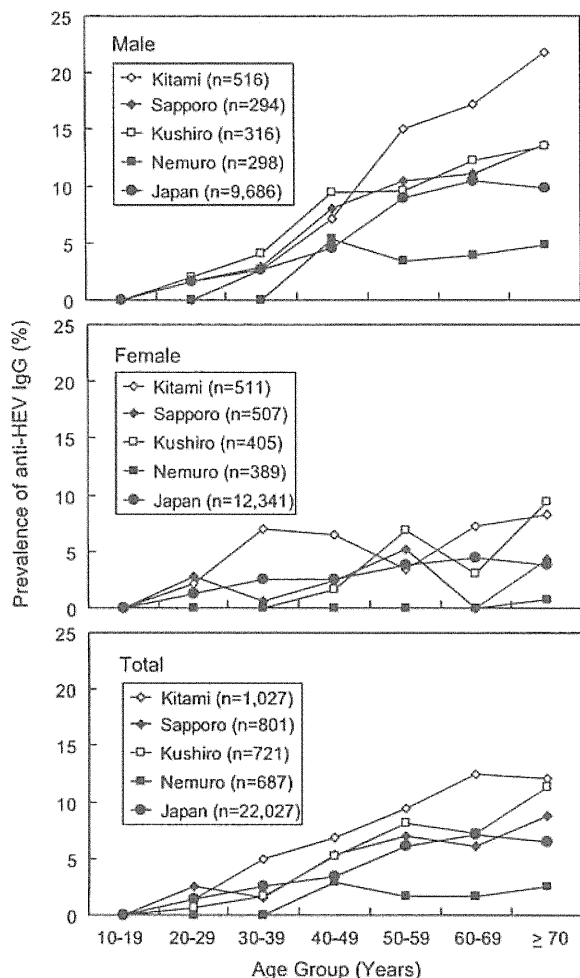 Prevalence of anti-HEV IgG (%)
Male
Kitami (n=516)
Sapporo (n=294)
Kushiro (n=316)
Nemuro (n=298)
Japan (n=9,686)
25
20
15
10
5
0
Female
Kitami (n=511)
Sapporo (n=507)
Kushiro (n=405)
Nemuro (n=389)
Japan (n=12,341)
25
20
15
10
5
0
Total
Kitami (n=1,027)
Sapporo (n=801)
Kushiro (n=721)
Nemuro (n=687)
Japan (n=22,027)
25
20
15
10
5
0
10-19 20-29 30-39 40-49 50-59 60-69 ≥ 70
Age Group (Years)